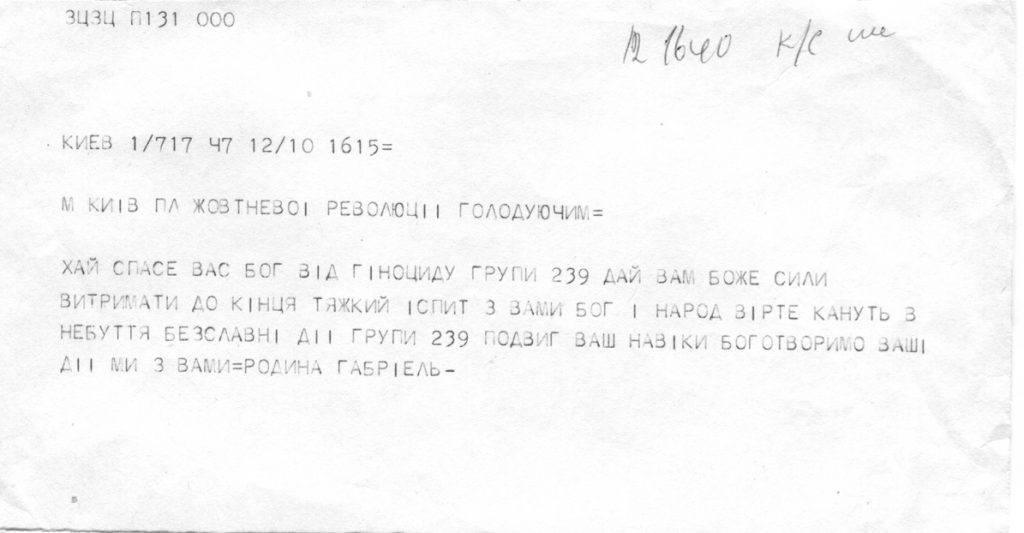 ЗЦЗЦ П131 000
12 1640 к/с
КИЕВ 1/717 Ч7 12/10 1615=
М КИІВ ПЛ ЖОВТНЕВОІ РЕВОЛЮЦІІ ГОЛОДУЮЧИМ=
ХАЙ СПАСЕ ВАС БОГ ВІД ГІНОЦИДУ ГРУПИ 239 ДАЙ ВАМ БОЖЕ СИЛИ
ВИТРИМАТИ ДО КІНЦЯ ТЯЖКИЙ ІСПИТ З ВАМИ БОГ І НАРОД ВІРТЕ КАНУТЬ В
НЕБУТТЯ БЕЗСЛАВНІ ДІІ ГРУПИ 239 ПОДВИГ ВАШ НАВІКИ БОГОТВОРИМО ВАШІ
ДІІ МИ З ВАМИ=РОДИНА ГАБРІЕЛЬ-